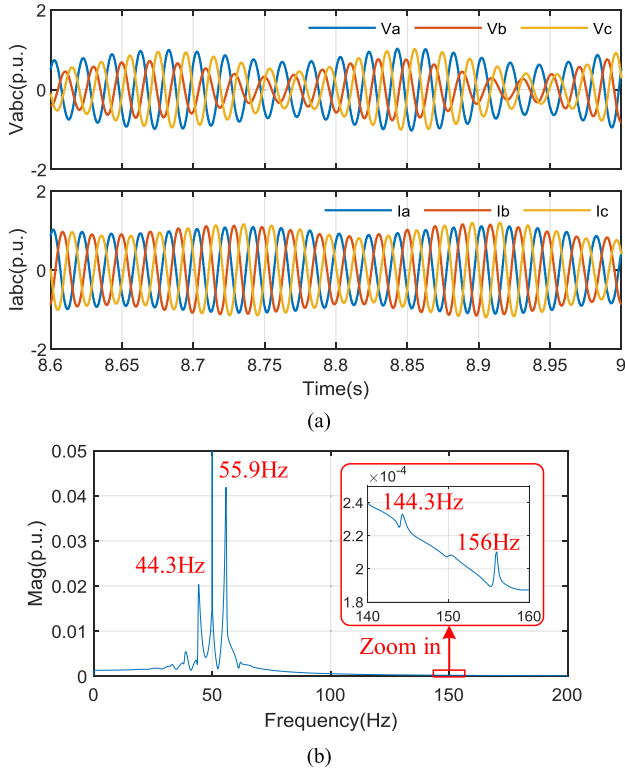 Va Vb Vc
Vabc(p.u.)
2
0
-2
Ia Ib Ic
Iabc(p.u.)
2
0
-2
8.6 8.65 8.7 8.75 8.8 8.85 8.9 8.95 9
Time(s)
(a)
Mag(p.u.)
0.05
0.04
0.03
0.02
0.01
0
55.9Hz
44.3Hz
×10⁻⁴
2.4
2.2
2
1.8
144.3Hz
156Hz
140 150 160
Zoom in
0 50 100 150 200
Frequency(Hz)
(b)